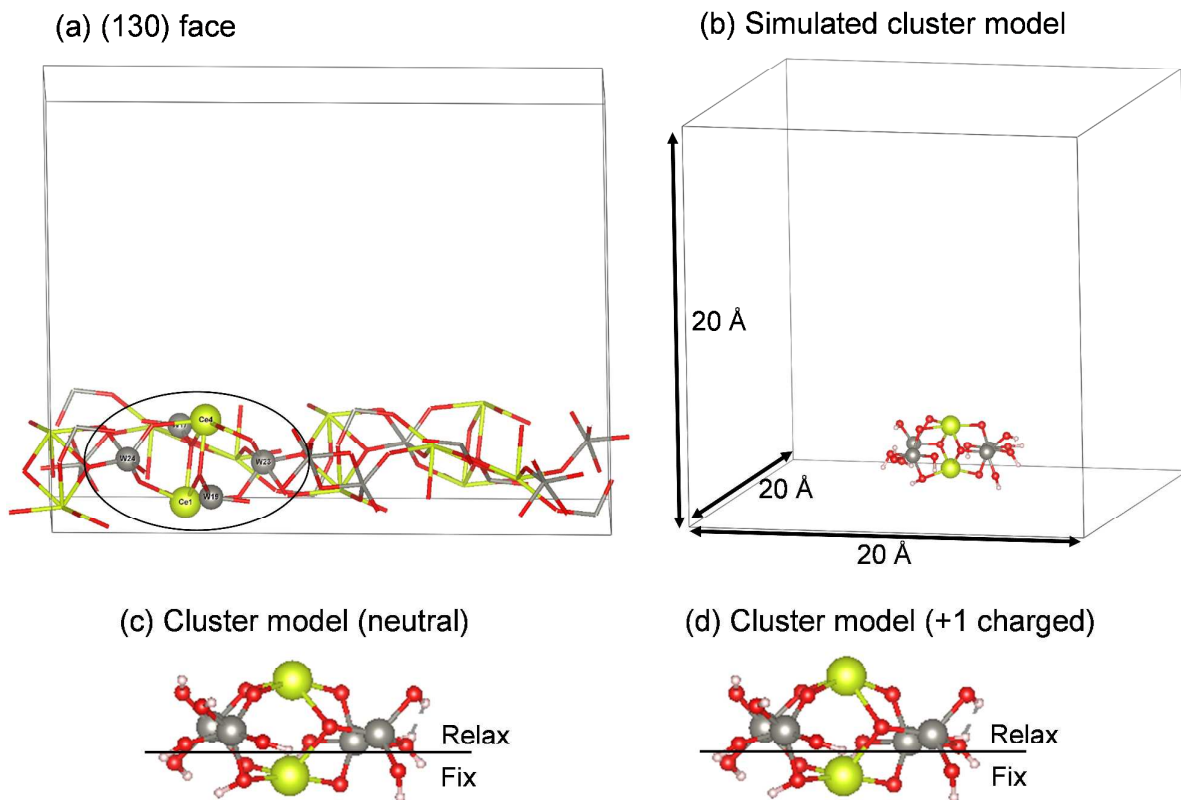 (a) (130) face
(b) Simulated cluster model
Ce4
W24
W23
Ce1
W19
20 Å
20 Å
20 Å
(c) Cluster model (neutral)
(d) Cluster model (+1 charged)
Relax
Fix
Relax
Fix